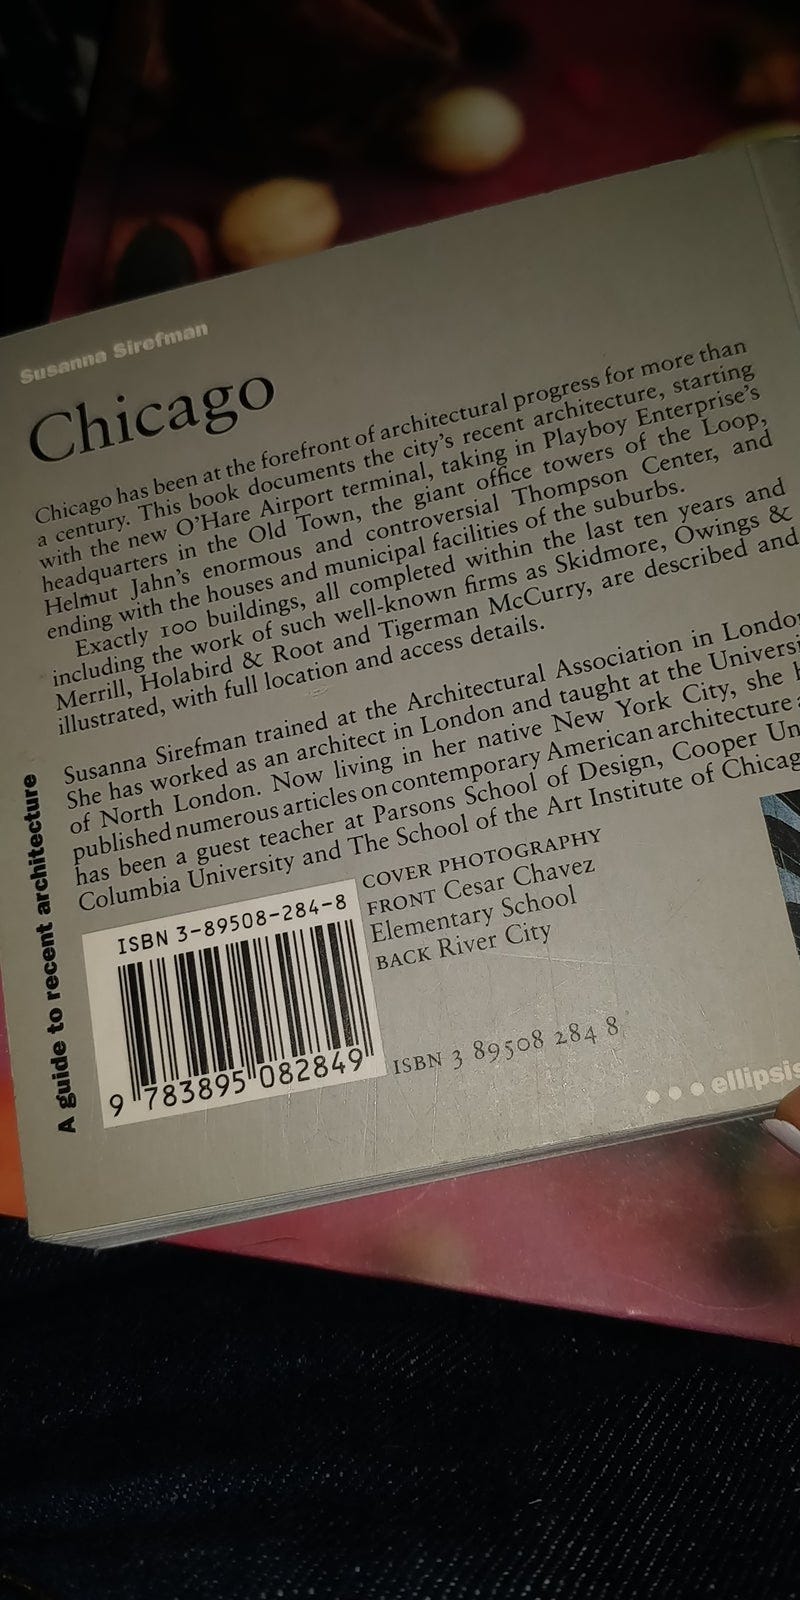 Susanna Sirefman
Chicago
Chicago has been at the forefront of architectural progress for more than
a century. This book documents the city's recent architecture, starting
with the new O'Hare Airport terminal, taking in Playboy Enterprise's
headquarters in the Old Town, the giant office towers of the Loop,
Helmut Jahn's enormous and controversial Thompson Center, and
ending with the houses and municipal facilities of the suburbs.
Exactly 100 buildings, all completed within the last ten years and
including the work of such well-known firms as Skidmore, Owings &
Merrill, Holabird & Root and Tigerman McCurry, are described and
illustrated, with full location and access details.
Susanna Sirefman trained at the Architectural Association in Londo
She has worked as an architect in London and taught at the Universi
of North London. Now living in her native New York City, she h
published numerous articles on contemporary American architecture a
has been a guest teacher at Parsons School of Design, Cooper Un
Columbia University and The School of the Art Institute of Chicag
COVER PHOTOGRAPHY
FRONT Cesar Chavez
Elementary School
BACK River City
ISBN 3-89508-284-8
9 783895 082849
ISBN 3 89508 284 8
•••ellipsis
A guide to recent architecture